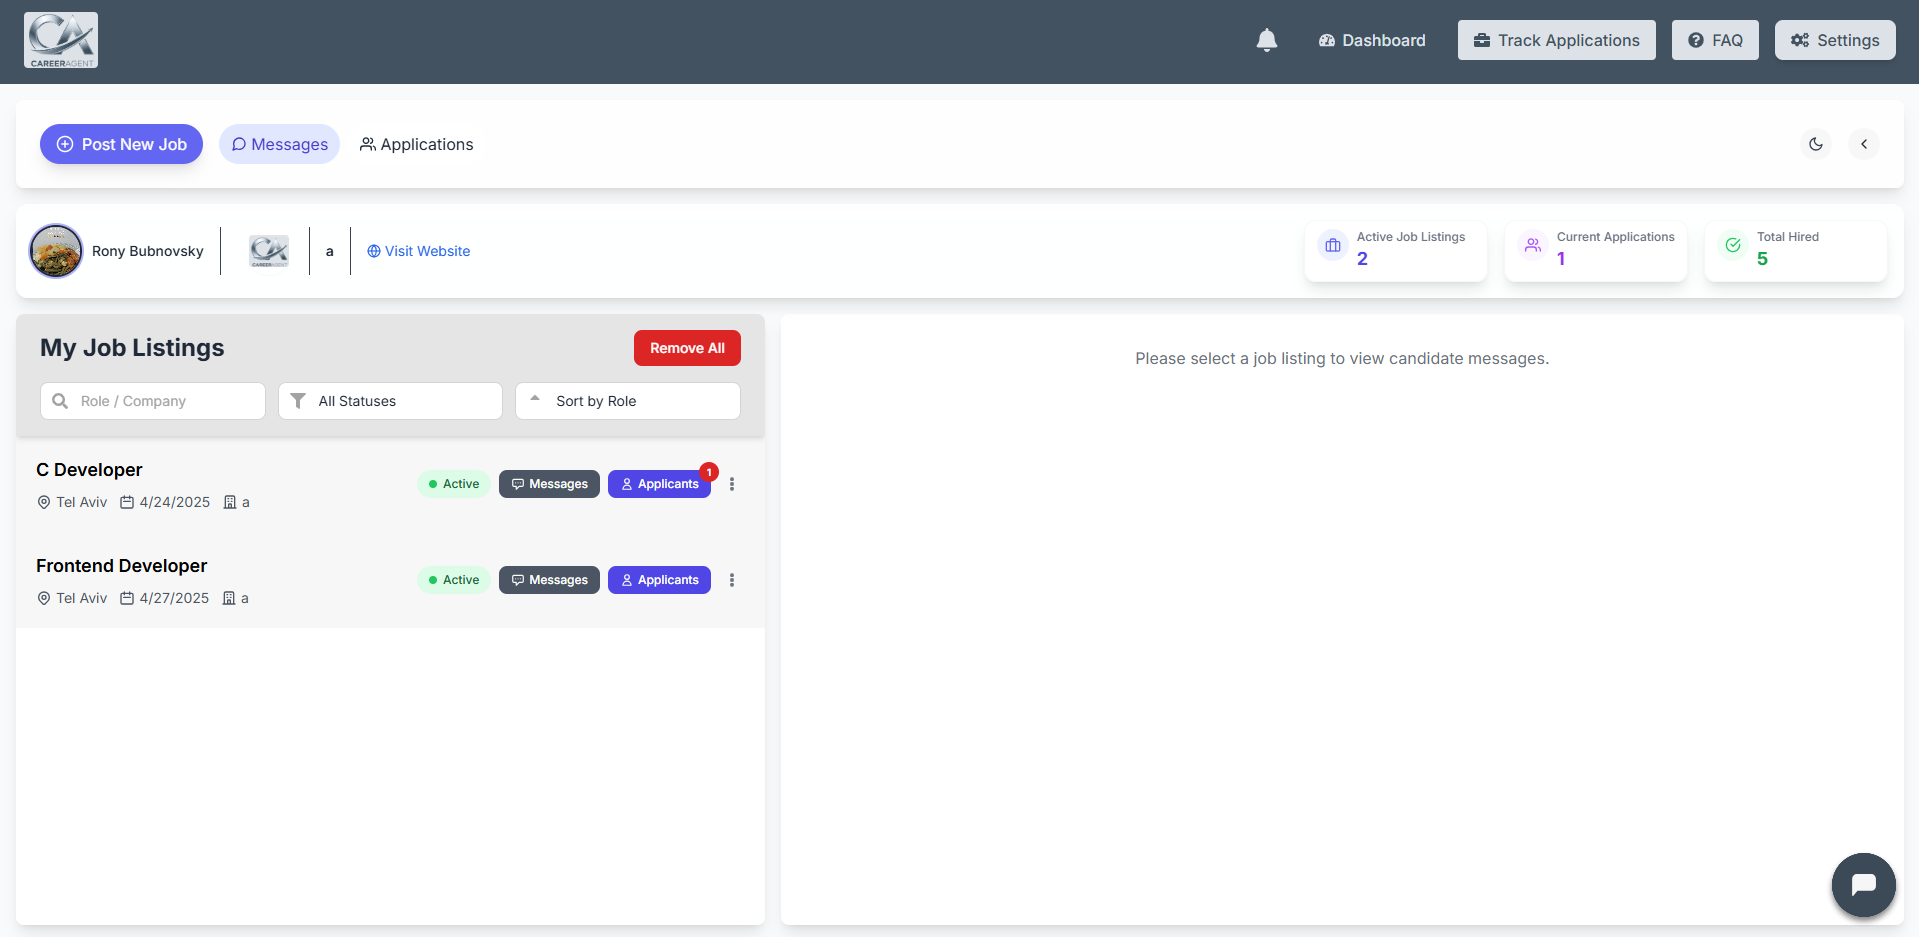 CAREERAGENT
Dashboard
Track Applications
FAQ
Settings
Post New Job
Messages
Applications
Rony Bubnovsky
CAREERAGENT
a
Visit Website
Active Job Listings
2
Current Applications
1
Total Hired
5
My Job Listings
Remove All
Role / Company
All Statuses
Sort by Role
C Developer
Active
Messages
Applicants
1
Tel Aviv
4/24/2025
a
Frontend Developer
Active
Messages
Applicants
Tel Aviv
4/27/2025
a
Please select a job listing to view candidate messages.